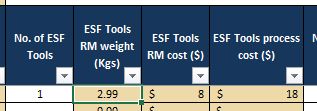 No. of ESF Tools
ESF Tools RM weight (Kgs)
ESF Tools RM cost ($)
ESF Tools process cost ($)
1 2.99 $ 8 $ 18